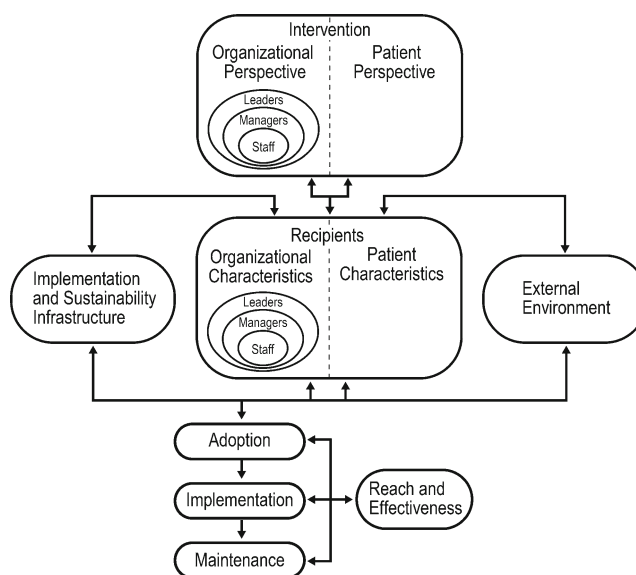 Intervention
Organizational
Perspective
Patient
Perspective
Leaders
Managers
Staff
Recipients
Organizational
Characteristics
Patient
Characteristics
Leaders
Managers
Staff
Implementation
and Sustainability
Infrastructure
External
Environment
Adoption
Implementation
Maintenance
Reach and
Effectiveness